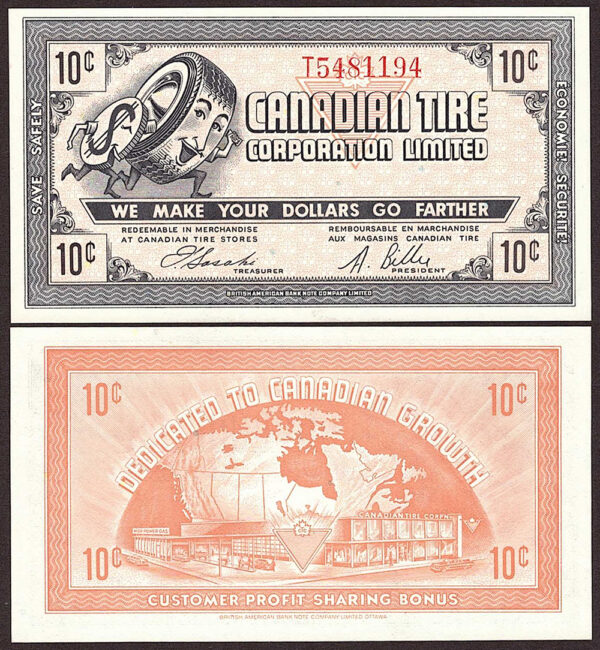 10¢
T5481194
10¢
CANADIAN TIRE
CORPORATION LIMITED
SAVE SAFELY
ECONOMIE SECURITÉ
$
WE MAKE YOUR DOLLARS GO FARTHER
REDEEMABLE IN MERCHANDISE
AT CANADIAN TIRE STORES
REMBOURSABLE EN MARCHANDISE
AUX MAGASINS CANADIAN TIRE
10¢
10¢
TREASURER
A. Billes
PRESIDENT
BRITISH AMERICAN BANK NOTE COMPANY LIMITED
10¢
10¢
DEDICATED TO CANADIAN GROWTH
CANADIAN TIRE CORPN.
10¢
10¢
CUSTOMER PROFIT SHARING BONUS
BRITISH AMERICAN BANK NOTE COMPANY LIMITED OTTAWA